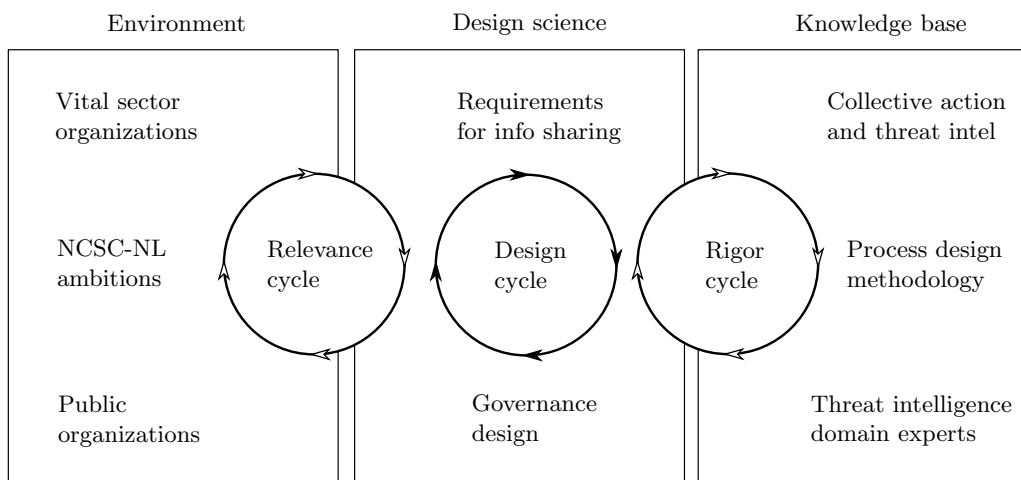 Environment
Design science
Knowledge base
Vital sector
organizations
Requirements
for info sharing
Collective action
and threat intel
NCSC-NL
ambitions
Relevance
cycle
Design
cycle
Rigor
cycle
Process design
methodology
Public
organizations
Governance
design
Threat intelligence
domain experts